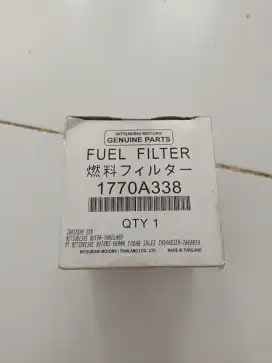 MITSUBISHI MOTORS
GENUINE PARTS
FUEL FILTER
燃料フィルター
1770A338
QTY 1
MITSUBISHI MOTORS (THAILAND) CO., LTD. MADE IN THAILAND